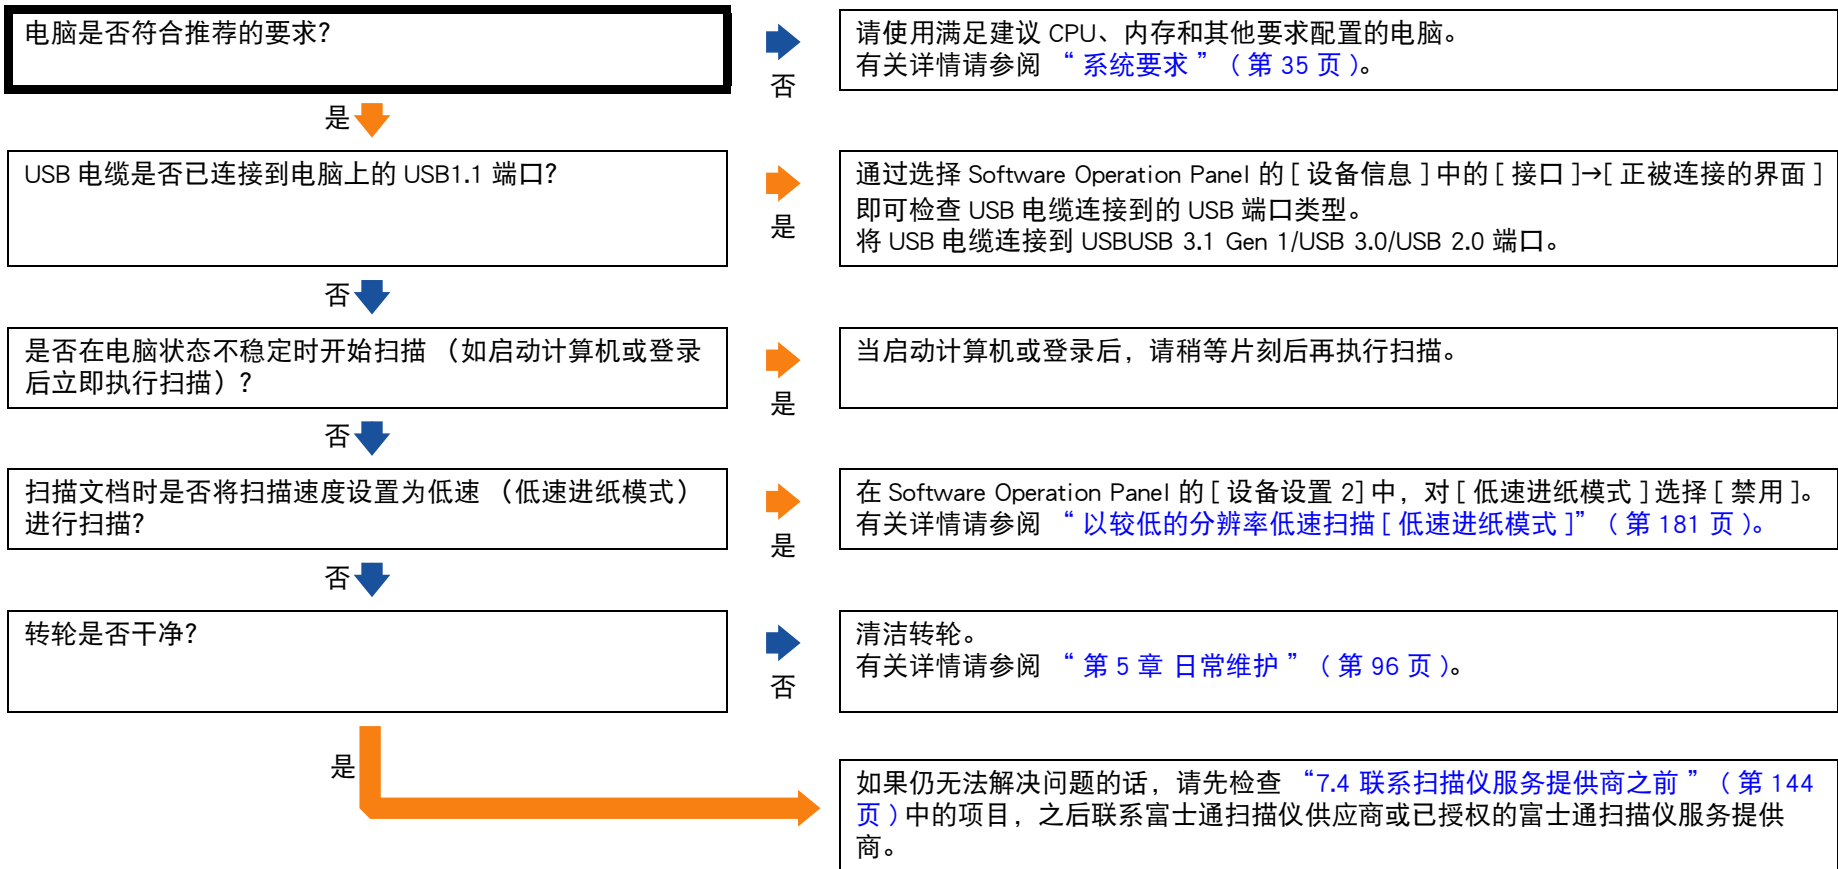 电脑是否符合推荐的要求?
否
请使用满足建议 CPU、内存和其他要求配置的电脑。
有关详情请参阅 “ 系统要求 ” ( 第 35 页 )。
是
USB 电缆是否已连接到电脑上的 USB1.1 端口?
是
通过选择 Software Operation Panel 的 [ 设备信息 ] 中的 [ 接口 ]→[ 正被连接的界面 ]
即可检查 USB 电缆连接到的 USB 端口类型。
将 USB 电缆连接到 USBUSB 3.1 Gen 1/USB 3.0/USB 2.0 端口。
否
是否在电脑状态不稳定时开始扫描 (如启动计算机或登录
后立即执行扫描)?
是
当启动计算机或登录后，请稍等片刻后再执行扫描。
否
扫描文档时是否将扫描速度设置为低速 (低速进纸模式)
进行扫描?
是
在 Software Operation Panel 的 [ 设备设置 2] 中，对 [ 低速进纸模式 ] 选择 [ 禁用 ]。
有关详情请参阅 “ 以较低的分辨率低速扫描 [ 低速进纸模式 ]” ( 第 181 页 )。
否
转轮是否干净?
否
清洁转轮。
有关详情请参阅 “ 第 5 章 日常维护 ” ( 第 96 页 )。
是
如果仍无法解决问题的话，请先检查 “7.4 联系扫描仪服务提供商之前 ” ( 第 144
页 ) 中的项目，之后联系富士通扫描仪供应商或已授权的富士通扫描仪服务提供
商。